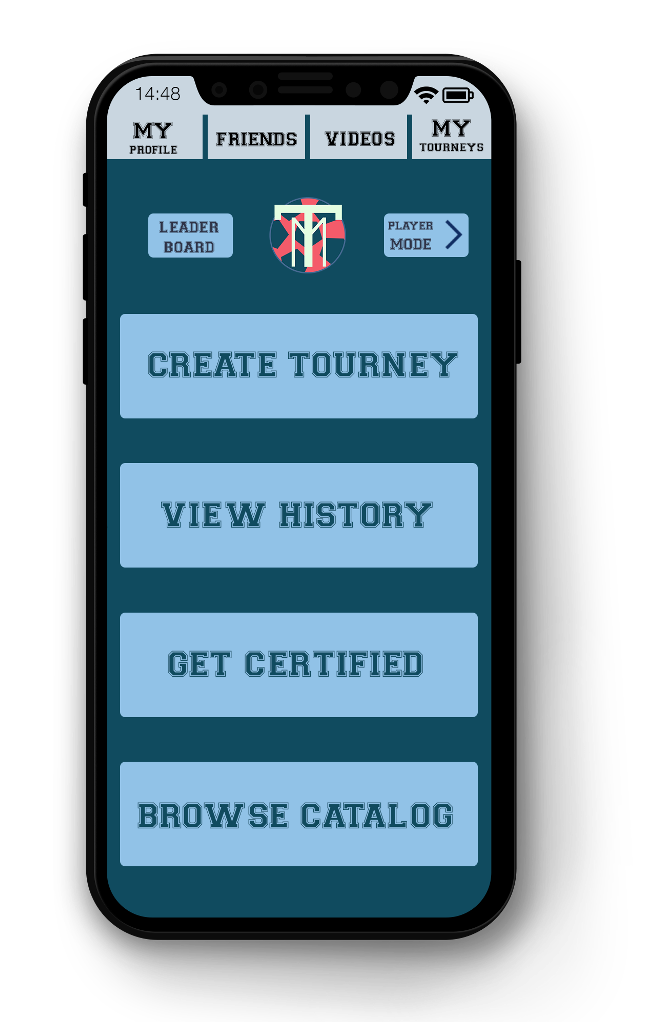 14:48
MY
PROFILE
FRIENDS
VIDEOS
MY
TOURNEYS
LEADER
BOARD
PLAYER
MODE
CREATE TOURNEY
VIEW HISTORY
GET CERTIFIED
BROWSE CATALOG